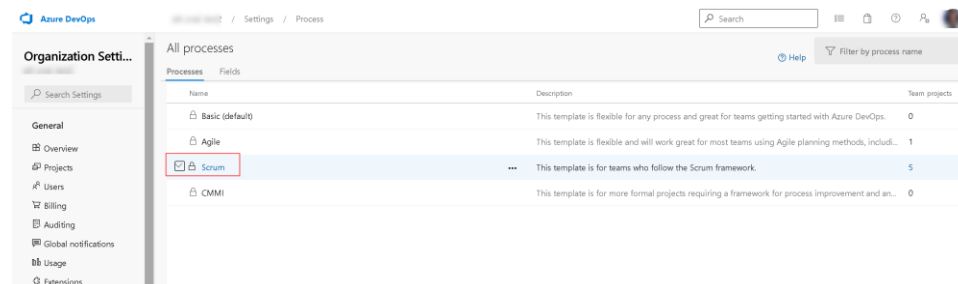 Azure DevOps / Settings / Process Search
Organization Setti...
All processes
Help Filter by process name
Processes Fields
Search Settings
Name Description Team projects
General
Basic (default) This template is flexible for any process and great for teams getting started with Azure DevOps. 0
Overview
Agile This template is flexible and will work great for most teams using Agile planning methods, includi... 1
Projects
Scrum ... This template is for teams who follow the Scrum framework. 5
Users
CMMI This template is for more formal projects requiring a framework for process improvement and an... 0
Billing
Auditing
Global notifications
Usage
Extensions